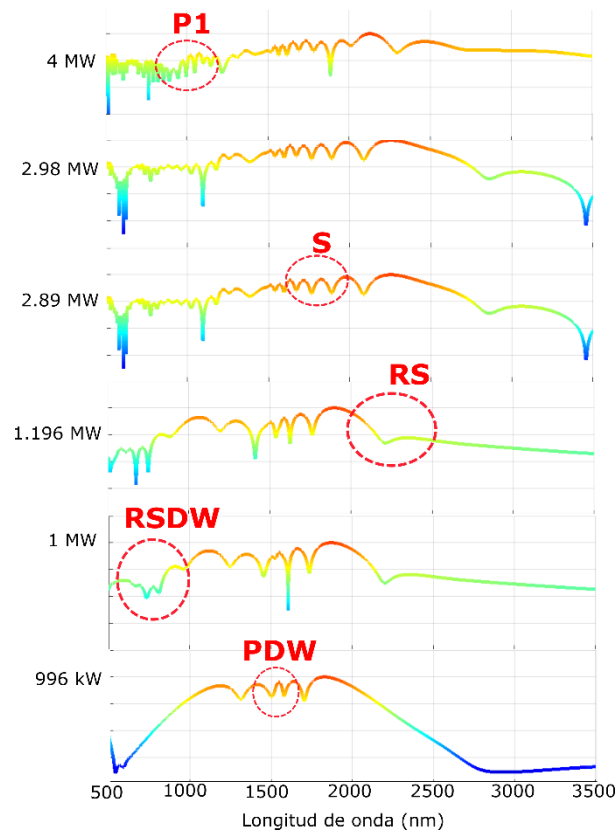 P1
4 MW
2.98 MW
S
2.89 MW
RS
1.196 MW
RSDW
1 MW
PDW
996 kW
500 1000 1500 2000 2500 3000 3500
Longitud de onda (nm)